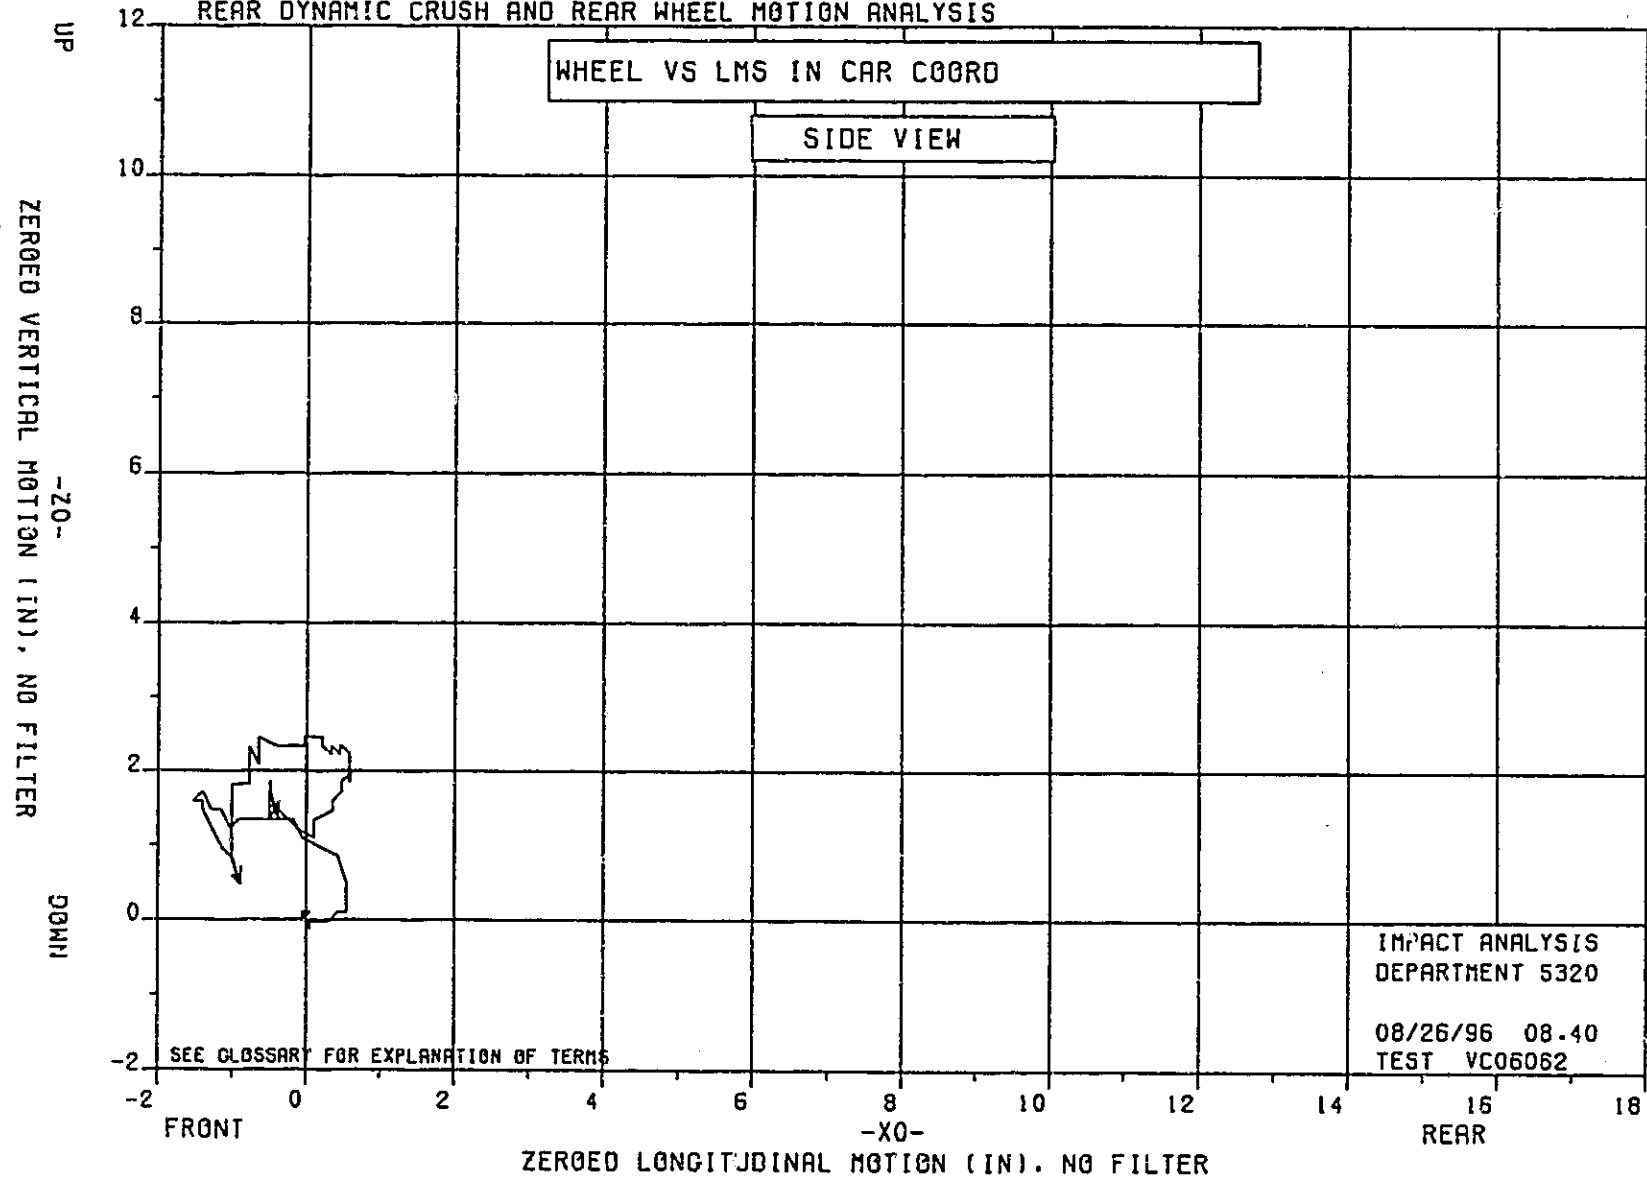 REAR DYNAMIC CRUSH AND REAR WHEEL MOTION ANALYSIS
WHEEL VS LMS IN CAR COORD
SIDE VIEW
UP
ZEROED VERTICAL MOTION (IN). NO FILTER
-ZO-
DOWN
12
10
8
6
4
2
0
-2
SEE GLOSSARY FOR EXPLANATION OF TERMS
IMPACT ANALYSIS
DEPARTMENT 5320
08/26/96 08.40
TEST VC06062
-2 0 2 4 6 8 10 12 14 16 18
FRONT -XO- REAR
ZEROED LONGITUDINAL MOTION (IN). NO FILTER